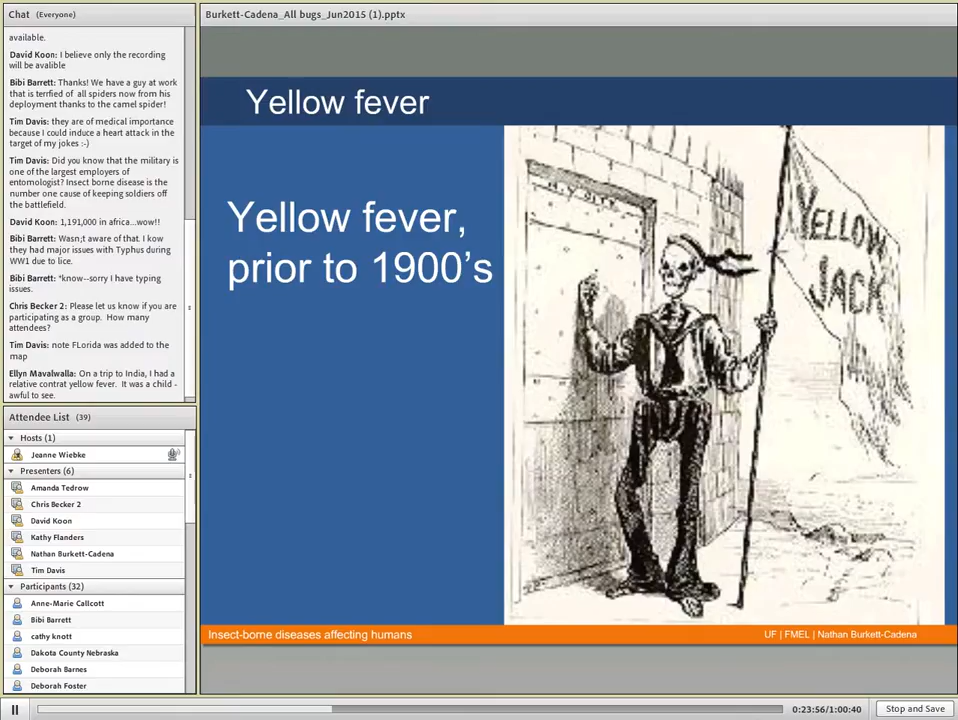 Chat (Everyone)
available.
David Koon: I believe only the recording
will be avalible
Bibi Barrett: Thanks! We have a guy at work
that is terrfied of all spiders now from his
deployment thanks to the camel spider!
Tim Davis: they are of medical importance
because I could induce a heart attack in the
target of my jokes :-)
Tim Davis: Did you know that the military is
one of the largest employers of
entomologist? Insect borne disease is the
number one cause of keeping soldiers off
the battlefield.
David Koon: 1,191,000 in africa...wow!!
Bibi Barrett: Wasn;t aware of that. I kow
they had major issues with Typhus during
WW1 due to lice.
Bibi Barrett: *know--sorry I have typing
issues.
Chris Becker 2: Please let us know if you are
participating as a group. How many
attendees?
Tim Davis: note FLorida was added to the
map
Ellyn Mavalwalla: On a trip to India, I had a
relative contrat yellow fever. It was a child -
awful to see.
Attendee List (39)
Hosts (1)
Jeanne Wiebke
Presenters (6)
Amanda Tedrow
Chris Becker 2
David Koon
Kathy Flanders
Nathan Burkett-Cadena
Tim Davis
Participants (32)
Anne-Marie Callcott
Bibi Barrett
cathy knott
Dakota County Nebraska
Deborah Barnes
Deborah Foster
Burkett-Cadena_All bugs_Jun2015 (1).pptx
Yellow fever
Yellow fever,
prior to 1900's
YELLOW
JACK
Insect-borne diseases affecting humans
UF | FMEL | Nathan Burkett-Cadena
0:23:56/1:00:40
Stop and Save